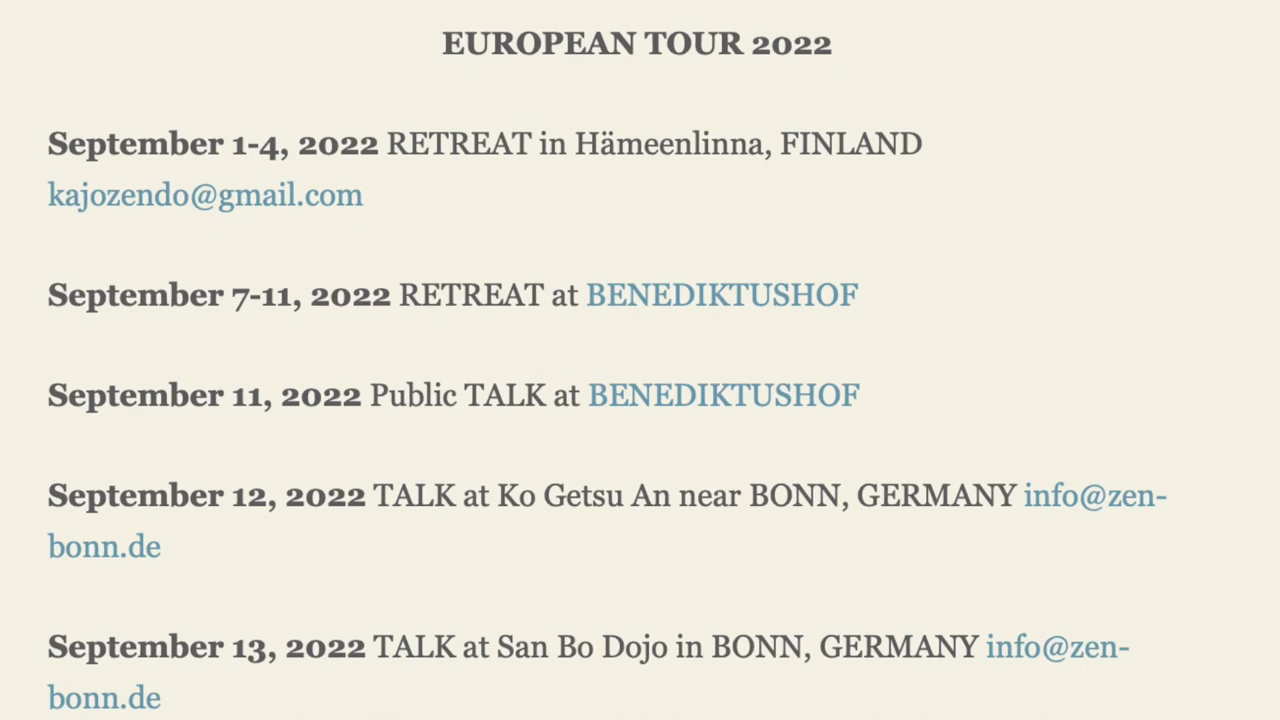 EUROPEAN TOUR 2022
September 1-4, 2022 RETREAT in Hämeenlinna, FINLAND
kajozendo@gmail.com
September 7-11, 2022 RETREAT at BENEDIKTUSHOF
September 11, 2022 Public TALK at BENEDIKTUSHOF
September 12, 2022 TALK at Ko Getsu An near BONN, GERMANY info@zen-
bonn.de
September 13, 2022 TALK at San Bo Dojo in BONN, GERMANY info@zen-
bonn.de